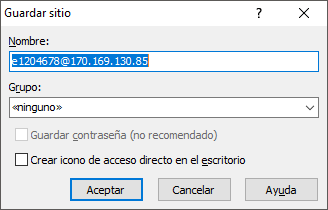 Guardar sitio
Nombre:
e1204678@170.169.130.85
Grupo:
«ninguno»
Guardar contraseña (no recomendado)
Crear icono de acceso directo en el escritorio
Aceptar
Cancelar
Ayuda